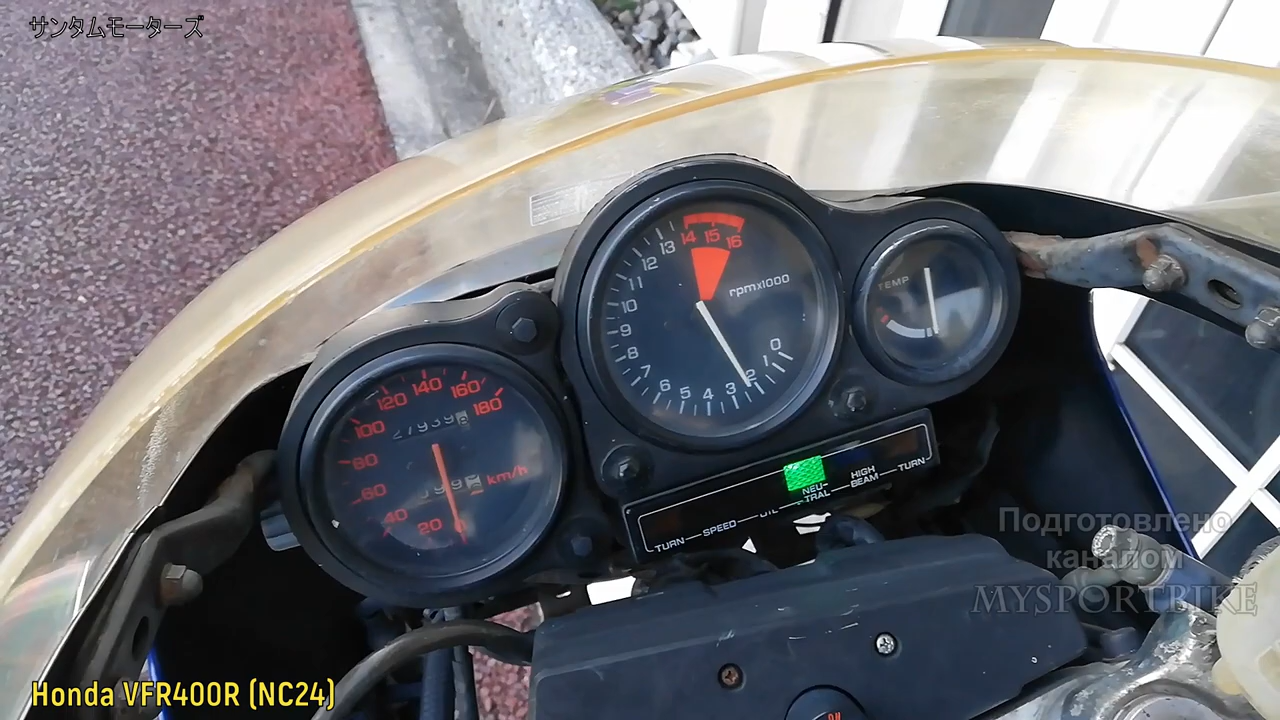 サンタムモーターズ
14 15 16
13
12
11
10
9
8
7
6
5
4
3
2
1
0
rpmx1000
TEMP
20
40
60
80
100
120
140
160
180
27939
km/h
TURN SPEED OIL NEU-TRAL HIGH BEAM TURN
Подготовлено
каналом
MYSPORTBIKE
Honda VFR400R (NC24)